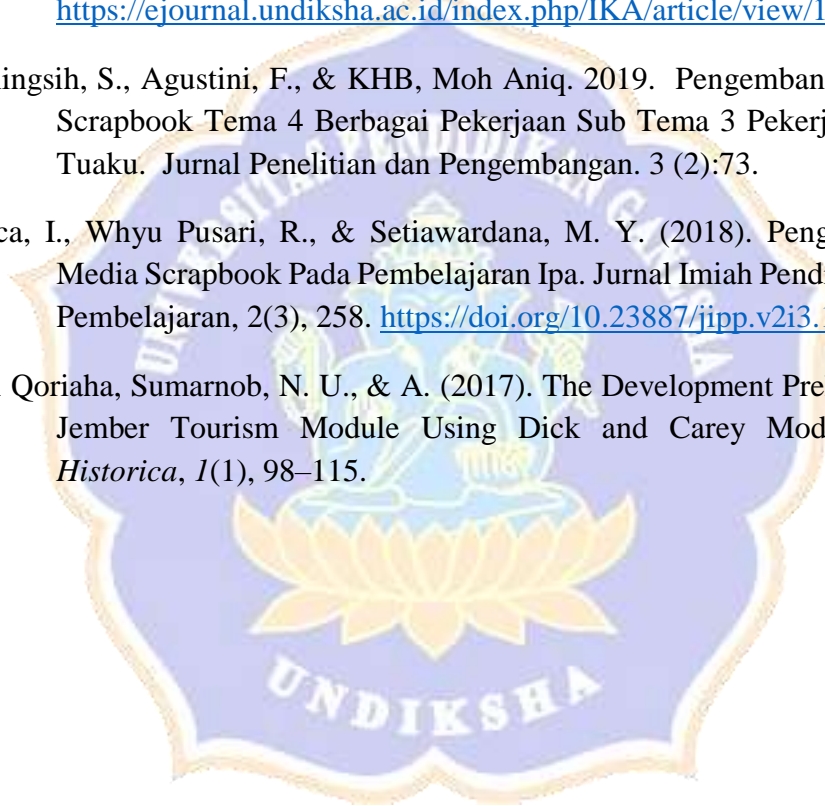 https://ejournal.undiksha.ac.id/index.php/IKA/article/view/1
ingsih, S., Agustini, F., & KHB, Moh Aniq. 2019. Pengemban
Scrapbook Tema 4 Berbagai Pekerjaan Sub Tema 3 Pekerj
Tuaku. Jurnal Penelitian dan Pengembangan. 3 (2):73.
ca, I., Whyu Pusari, R., & Setiawardana, M. Y. (2018). Peng
Media Scrapbook Pada Pembelajaran Ipa. Jurnal Imiah Pend
Pembelajaran, 2(3), 258. https://doi.org/10.23887/jipp.v2i3.
Qoriaha, Sumarnob, N. U., & A. (2017). The Development Pre
Jember Tourism Module Using Dick and Carey Mod
Historica, 1(1), 98–115.
UNIVERSITAS PENDIDIKAN GANESHA
UNDIKSHA